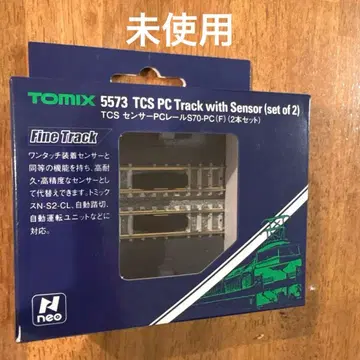 未使用
TOMIX 5573 TCS PC Track with Sensor (set of 2)
TCS センサーPCレールS70-PC(F)(2本セット)
Fine Track
ワンタッチ装着センサーと
同等の機能を持ち、高耐
久・高精度なセンサーとし
て代替えできます。トミック
スN-S2-CL、自動踏切、
自動運転ユニットなどに
対応。
N
neo